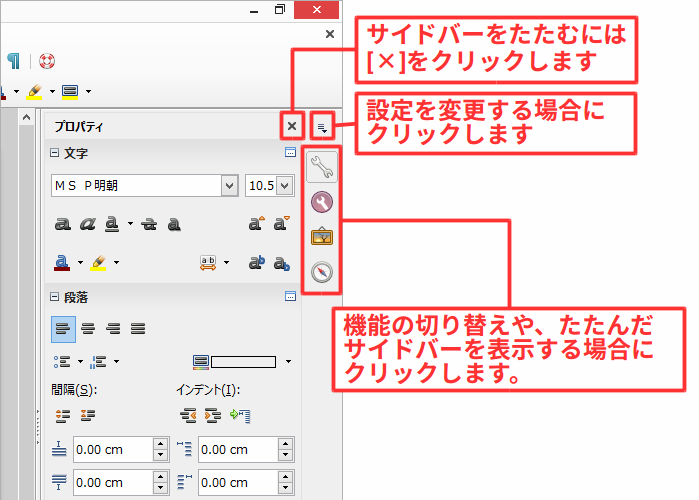 サイドバーをたたむには
[×]をクリックします
設定を変更する場合に
クリックします
プロパティ
文字
ＭＳ Ｐ明朝
10.5
段落
間隔(S):
インデント(I):
0.00 cm
0.00 cm
0.00 cm
0.00 cm
機能の切り替えや、たたんだ
サイドバーを表示する場合に
クリックします。